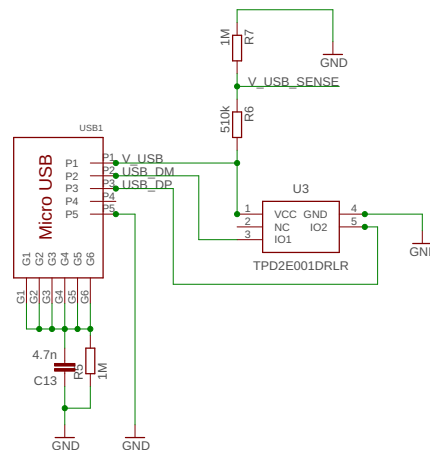 1M
R7
GND
V_USB_SENSE
510k
R6
USB1
Micro USB
P1
P1
V_USB
P2
P2
USB_DM
P3
P3
USB_DP
P4
P4
P5
P5
U3
1
VCC
GND
4
2
NC
IO2
5
3
IO1
TPD2E001DRLR
GND
G1
G2
G3
G4
G5
G6
G1
G2
G3
G4
G5
G6
4.7n
C13
R5
1M
GND
GND